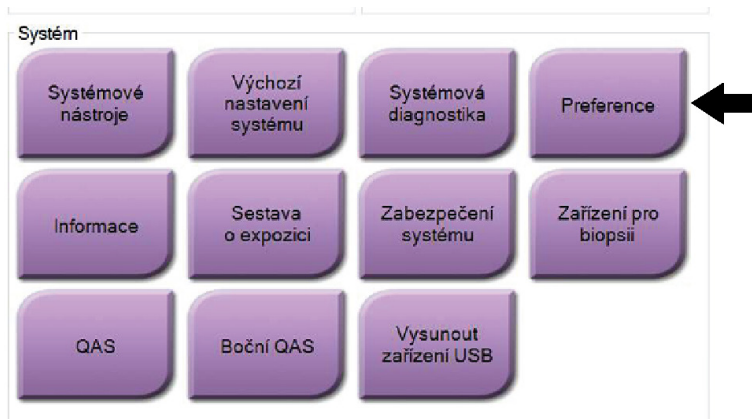 Systém
Systémové
nástroje
Výchozí
nastavení
systému
Systémová
diagnostika
Preference
Informace
Sestava
o expozici
Zabezpečení
systému
Zařízení pro
biopsii
QAS
Boční QAS
Vysunout
zařízení USB